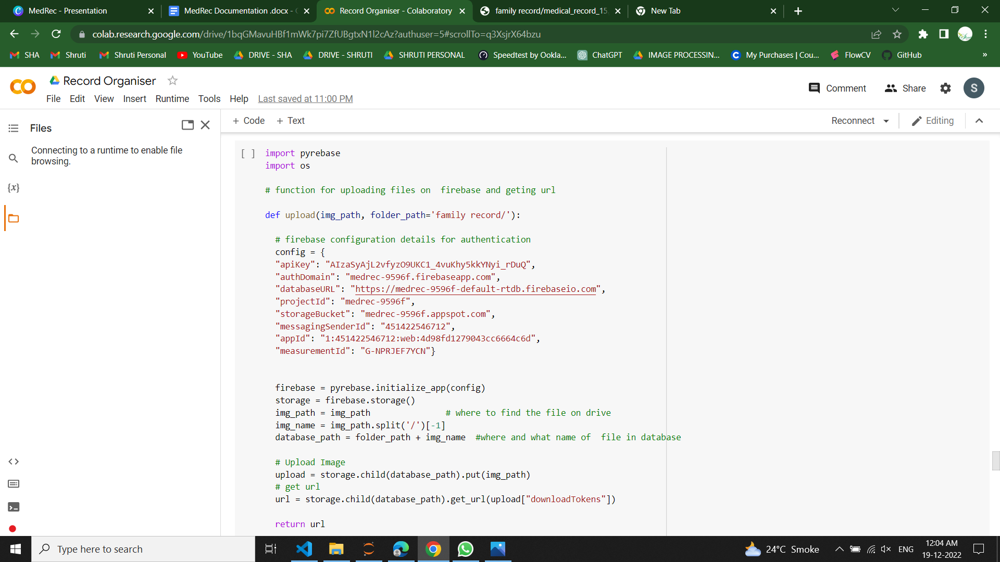 MedRec - Presentation
MedRec Documentation .docx -
Record Organiser - Colaboratory
family record/medical_record_15
New Tab
colab.research.google.com/drive/1bqGMavuHBf1mWk7pi7ZfUBgtxN1l2cAz?authuser=5#scrollTo=q3XsjrX64bzu
SHA
Shruti
Shruti Personal
YouTube
DRIVE - SHA
DRIVE - SHRUTI
SHRUTI PERSONAL
Speedtest by Ookla...
ChatGPT
IMAGE PROCESSIN...
My Purchases | Cou...
FlowCV
GitHub
»
Record Organiser
Comment
Share
S
File Edit View Insert Runtime Tools Help Last saved at 11:00 PM
Files
+ Code + Text
Reconnect
Editing
Connecting to a runtime to enable file
browsing.
{x}
[ ] import pyrebase
import os
# function for uploading files on  firebase and geting url
def upload(img_path, folder_path='family record/'):
# firebase configuration details for authentication
config = {
"apiKey": "AIzaSyAjL2vfyzO9UKC1_4vuKhy5kkYNyi_rDuQ",
"authDomain": "medrec-9596f.firebaseapp.com",
"databaseURL": "https://medrec-9596f-default-rtdb.firebaseio.com",
"projectId": "medrec-9596f",
"storageBucket": "medrec-9596f.appspot.com",
"messagingSenderId": "451422546712",
"appId": "1:451422546712:web:4d98fd1279043cc6664c6d",
"measurementId": "G-NPRJEF7YCN"}
firebase = pyrebase.initialize_app(config)
storage = firebase.storage()
img_path = img_path               # where to find the file on drive
img_name = img_path.split('/')[-1]
database_path = folder_path + img_name  #where and what name of  file in database
# Upload Image
upload = storage.child(database_path).put(img_path)
# get url
url = storage.child(database_path).get_url(upload["downloadTokens"])
return url
Type here to search
24°C Smoke
ENG
12:04 AM
19-12-2022